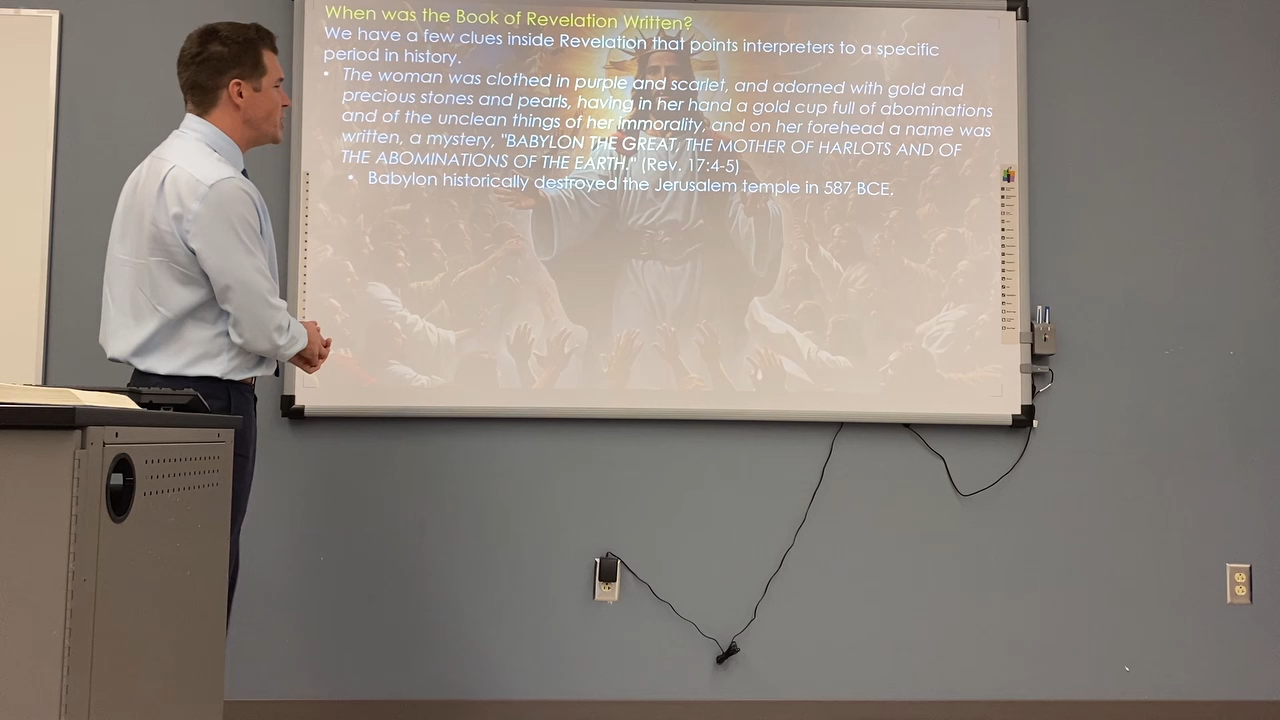 When was the Book of Revelation Written?
We have a few clues inside Revelation that points interpreters to a specific
period in history.
• The woman was clothed in purple and scarlet, and adorned with gold and
precious stones and pearls, having in her hand a gold cup full of abominations
and of the unclean things of her immorality, and on her forehead a name was
written, a mystery, "BABYLON THE GREAT, THE MOTHER OF HARLOTS AND OF
THE ABOMINATIONS OF THE EARTH." (Rev. 17:4-5)
• Babylon historically destroyed the Jerusalem temple in 587 BCE.